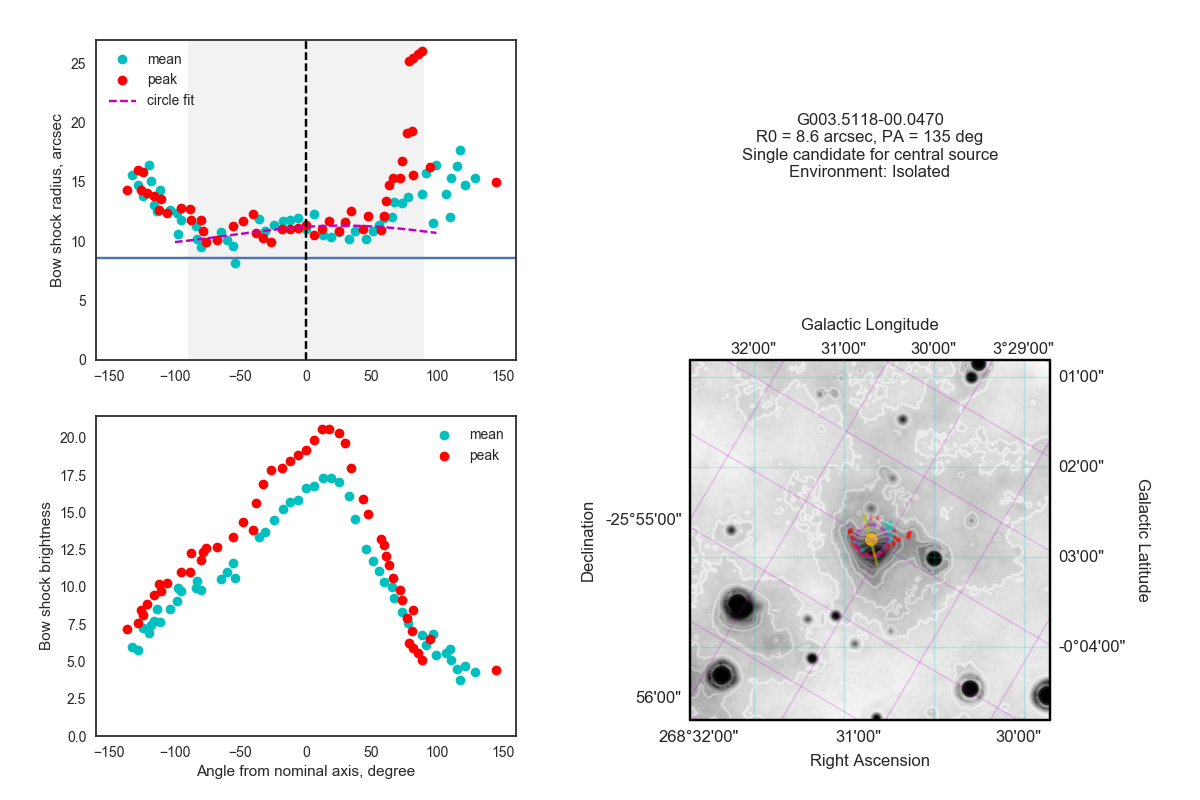 mean
peak
circle fit
Bow shock radius, arcsec
25
20
15
10
5
0
−150 −100 −50 0 50 100 150
mean
peak
Bow shock brightness
20.0
17.5
15.0
12.5
10.0
7.5
5.0
2.5
0.0
−150 −100 −50 0 50 100 150
Angle from nominal axis, degree
G003.5118-00.0470
R0 = 8.6 arcsec, PA = 135 deg
Single candidate for central source
Environment: Isolated
Galactic Longitude
32'00" 31'00" 30'00" 3°29'00"
01'00"
02'00"
03'00"
-0°04'00"
Galactic Latitude
Declination
-25°55'00"
56'00"
268°32'00" 31'00" 30'00"
Right Ascension